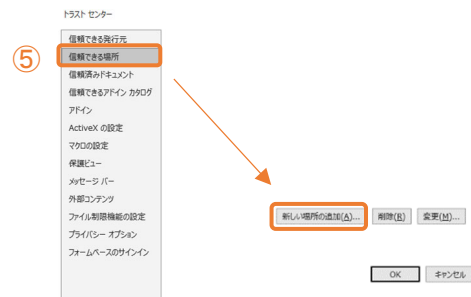 トラスト センター
⑤
信頼できる発行元
信頼できる場所
信頼済みドキュメント
信頼できるアドイン カタログ
アドイン
ActiveX の設定
マクロの設定
保護ビュー
メッセージ バー
外部コンテンツ
ファイル制限機能の設定
プライバシー オプション
フォームベースのサインイン
新しい場所の追加(A)... 削除(R) 変更(M)...
OK キャンセル